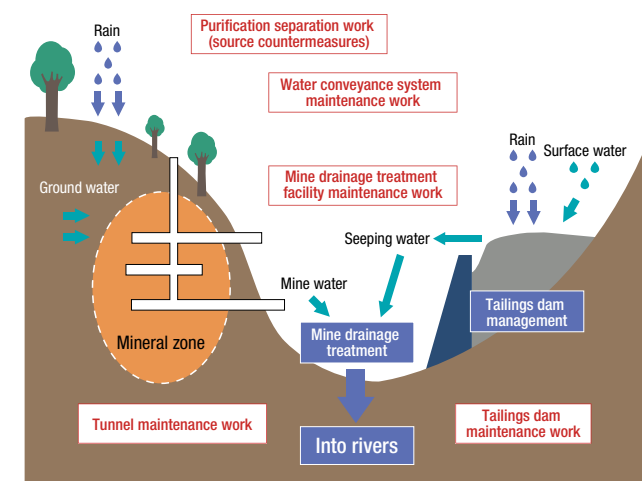 Rain
Purification separation work
(source countermeasures)
Water conveyance system
maintenance work
Rain
Surface water
Mine drainage treatment
facility maintenance work
Ground water
Seeping water
Mine water
Tailings dam
management
Mine drainage
treatment
Mineral zone
Tunnel maintenance work
Into rivers
Tailings dam
maintenance work